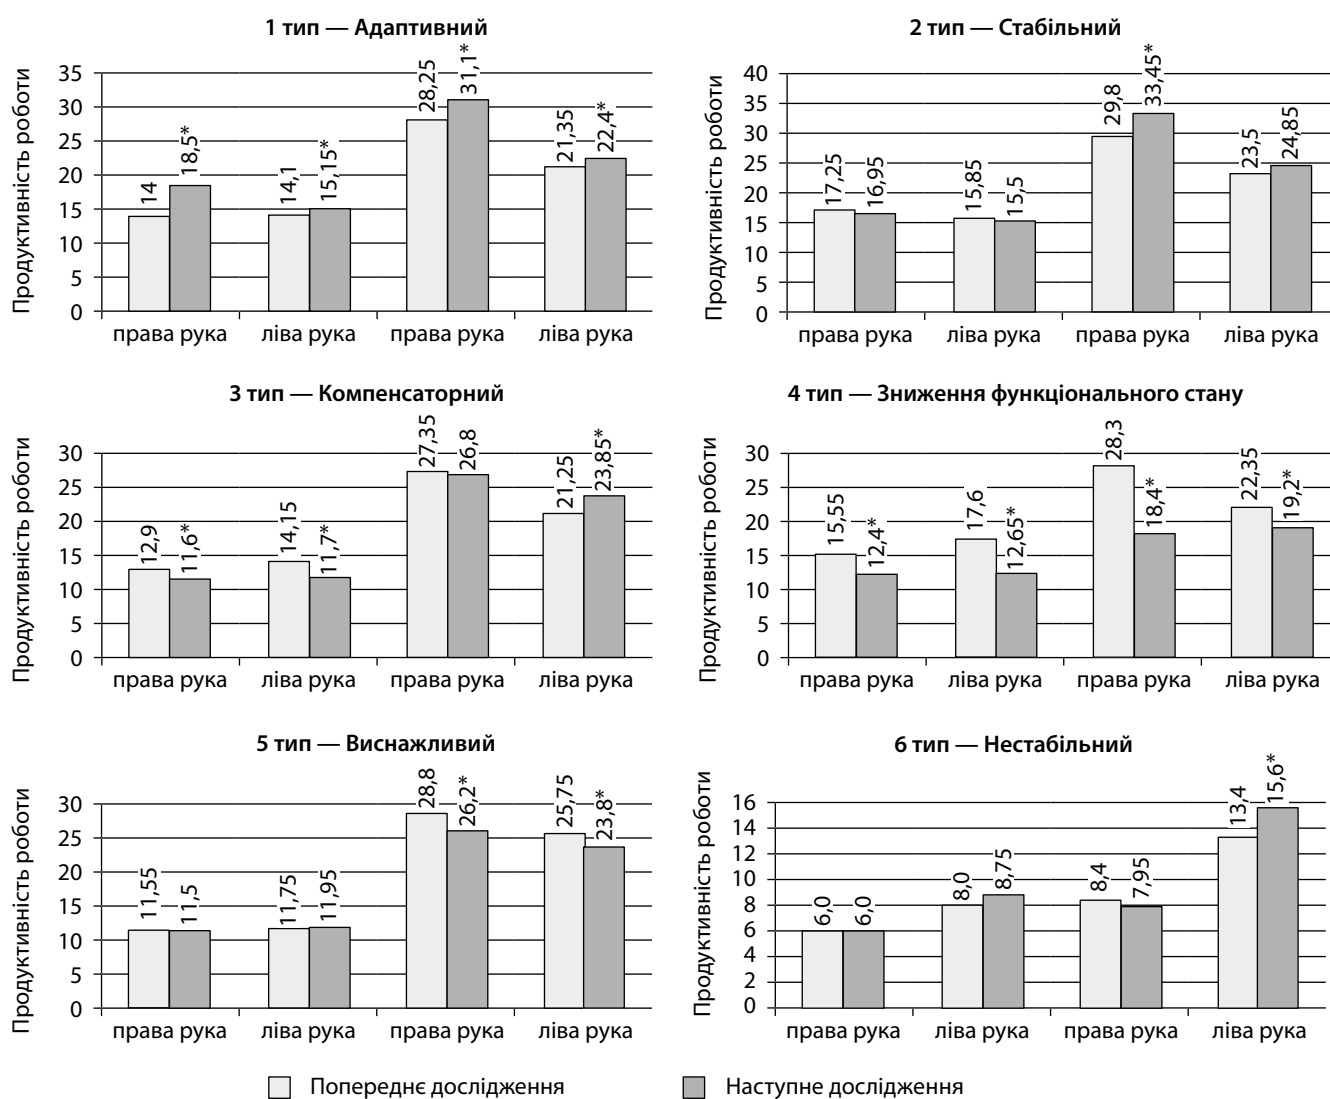 1 тип — Адаптивний
Продуктивність роботи
35
30
25
20
15
10
5
0
14
18,5*
14,1
15,15*
28,25
31,1*
21,35
22,4*
права рука
ліва рука
права рука
ліва рука
2 тип — Стабільний
Продуктивність роботи
40
35
30
25
20
15
10
5
0
17,25
16,95
15,85
15,5
29,8
33,45*
23,5
24,85
права рука
ліва рука
права рука
ліва рука
3 тип — Компенсаторний
Продуктивність роботи
30
25
20
15
10
5
0
12,9
11,6*
14,15
11,7*
27,35
26,8
21,25
23,85*
права рука
ліва рука
права рука
ліва рука
4 тип — Зниження функціонального стану
Продуктивність роботи
30
25
20
15
10
5
0
15,55
12,4*
17,6
12,65*
28,3
18,4*
22,35
19,2*
права рука
ліва рука
права рука
ліва рука
5 тип — Виснажливий
Продуктивність роботи
30
25
20
15
10
5
0
11,55
11,5
11,75
11,95
28,8
26,2*
25,75
23,8*
права рука
ліва рука
права рука
ліва рука
6 тип — Нестабільний
Продуктивність роботи
16
14
12
10
8
6
4
2
0
6,0
6,0
8,0
8,75
8,4
7,95
13,4
15,6*
права рука
ліва рука
права рука
ліва рука
Попереднє дослідження
Наступне дослідження